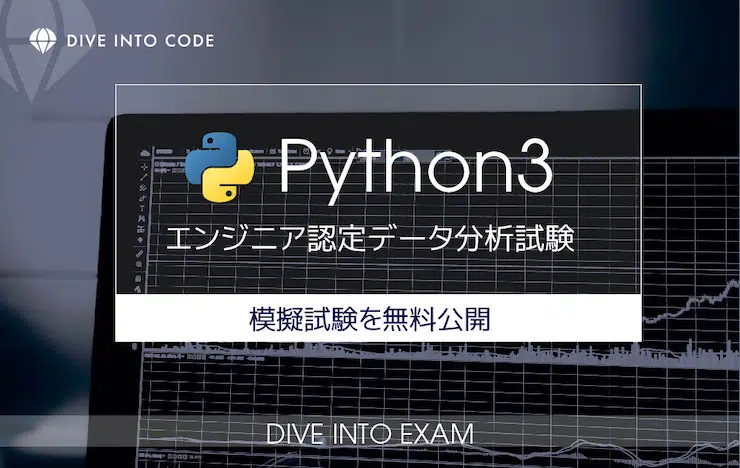 DIVE INTO CODE
Python3
エンジニア認定データ分析試験
模擬試験を無料公開
DIVE INTO EXAM